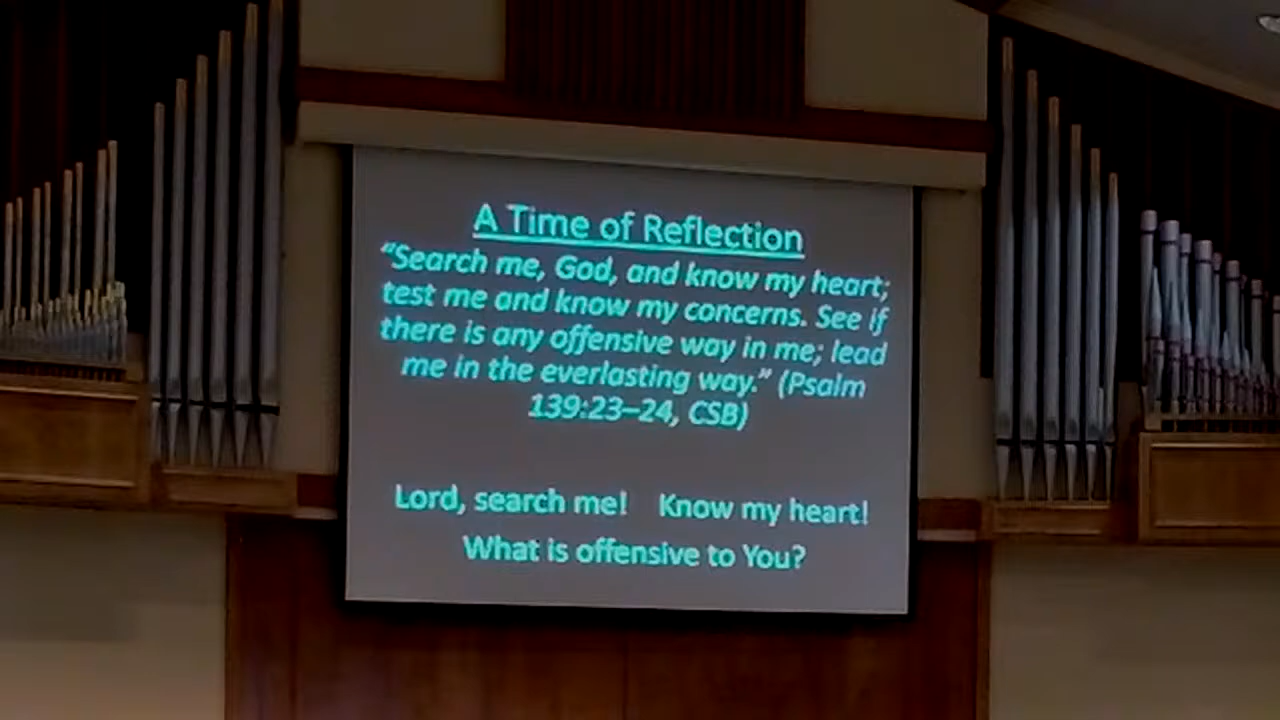 A Time of Reflection
“Search me, God, and know my heart;
test me and know my concerns. See if
there is any offensive way in me; lead
me in the everlasting way.” (Psalm
139:23–24, CSB)
Lord, search me! Know my heart!
What is offensive to You?